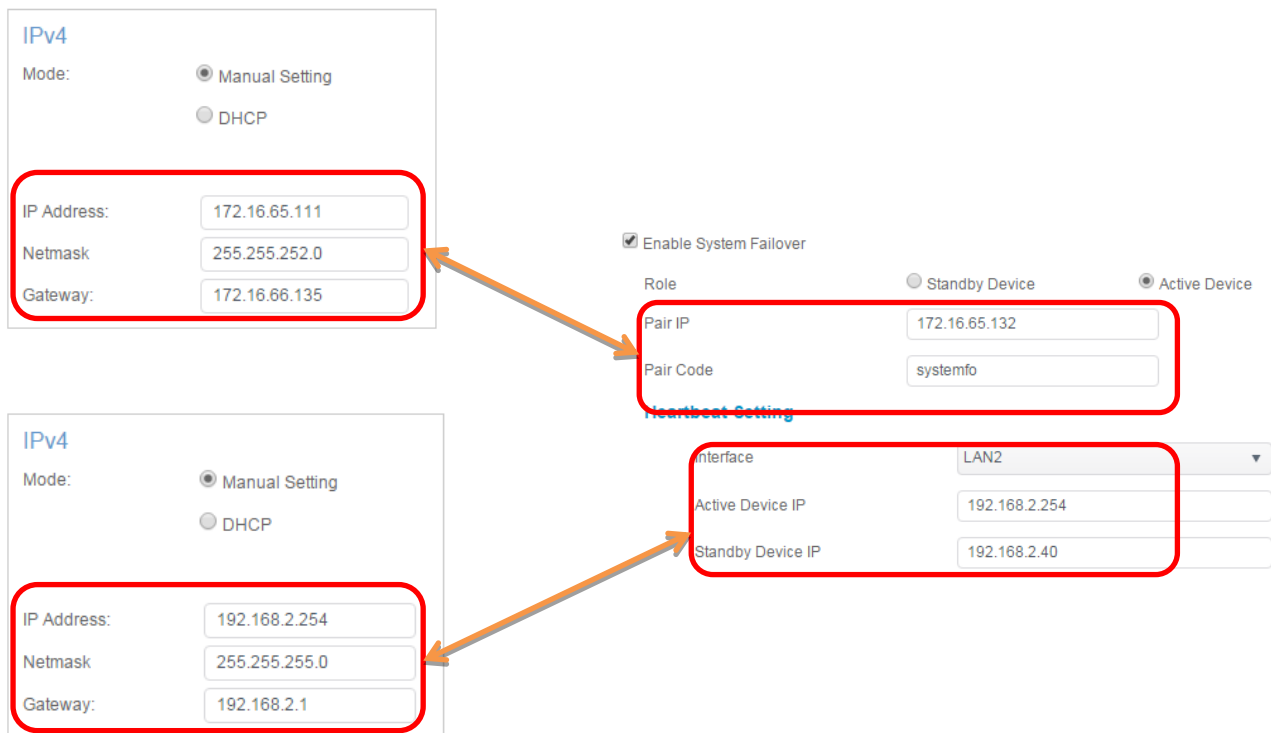 IPv4
Mode: Manual Setting
DHCP
IP Address: 172.16.65.111
Netmask 255.255.252.0
Gateway: 172.16.66.135
Enable System Failover
Role Standby Device Active Device
Pair IP 172.16.65.132
Pair Code systemfo
Heartbeat Setting
Interface LAN2
Active Device IP 192.168.2.254
Standby Device IP 192.168.2.40
IPv4
Mode: Manual Setting
DHCP
IP Address: 192.168.2.254
Netmask 255.255.255.0
Gateway: 192.168.2.1